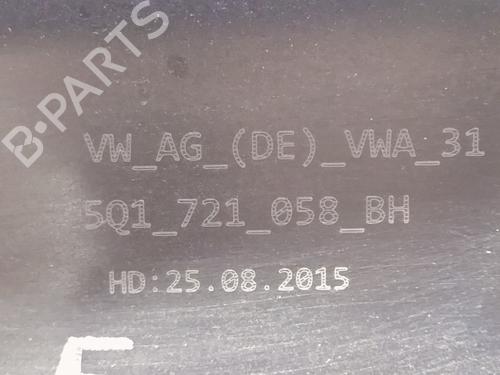 B-PARTS
VW_AG_(DE)_VWA_31
5Q1_721_058_BH
HD:25.08.2015